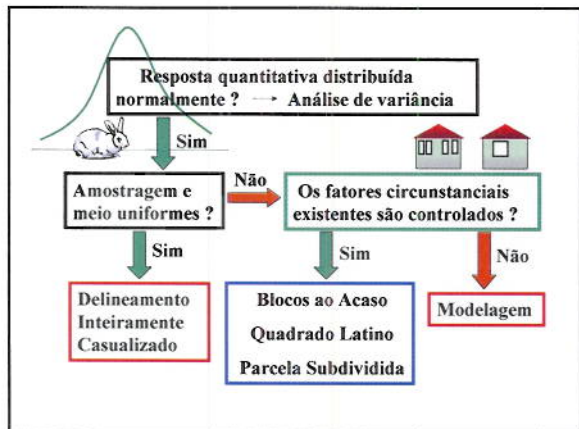 Resposta quantitativa distribuída
normalmente ? → Análise de variância
Sim
Amostragem e
meio uniformes ?
Não
Os fatores circunstanciais
existentes são controlados ?
Sim
Sim
Não
Delineamento
Inteiramente
Casualizado
Blocos ao Acaso
Quadrado Latino
Parcela Subdividida
Modelagem